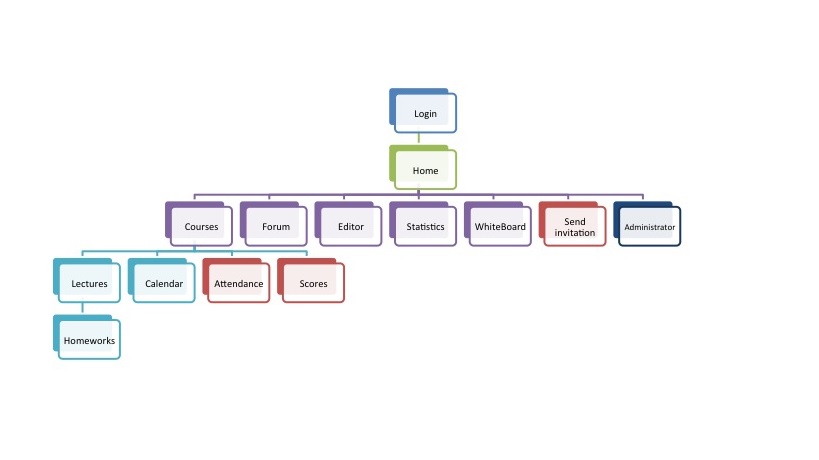 Login
Home
Courses
Forum
Editor
Statistics
WhiteBoard
Send
invitation
Administrator
Lectures
Calendar
Attendance
Scores
Homeworks